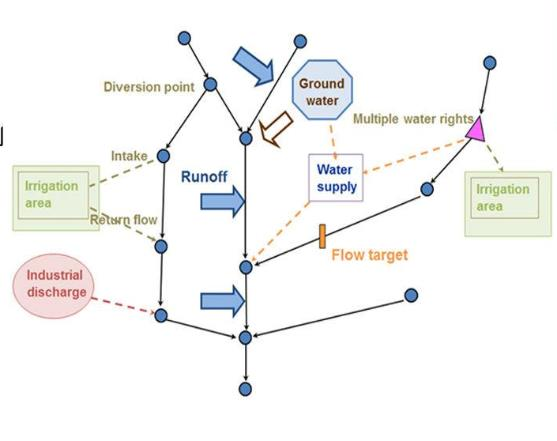 Diversion point
Ground
water
Multiple water rights
Intake
Runoff
Water
supply
Irrigation
area
Irrigation
area
Return flow
Flow target
Industrial
discharge